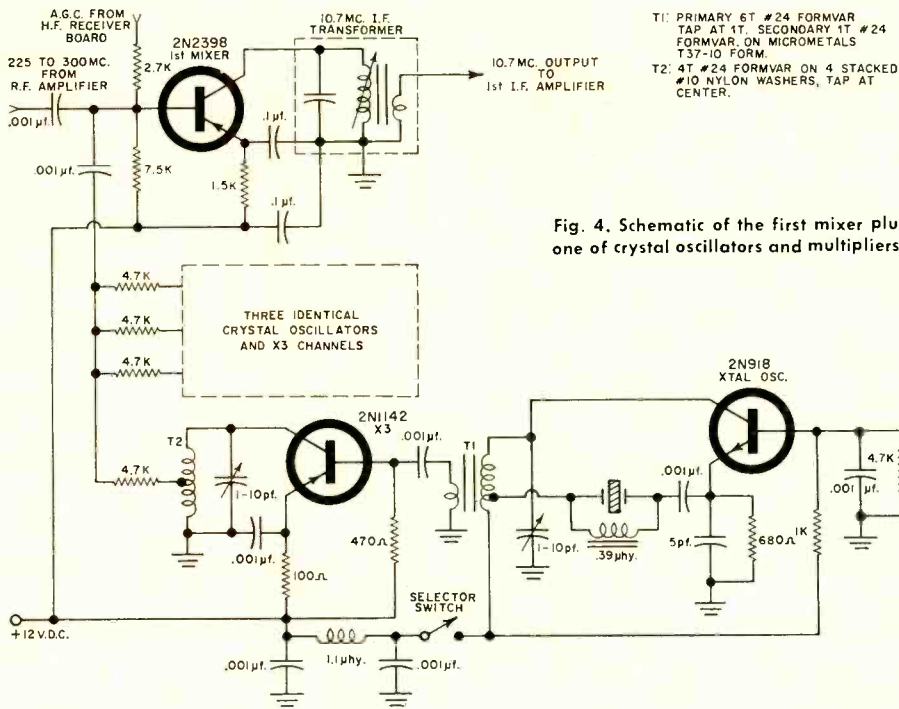 A.G.C. FROM
H.F. RECEIVER
BOARD
2N2398
1st MIXER
10.7MC. I.F.
TRANSFORMER
T1: PRIMARY 6T #24 FORMVAR
TAP AT 1T. SECONDARY 1T #24
FORMVAR, ON MICROMETALS
T37-10 FORM.
T2: 4T #24 FORMVAR ON 4 STACKED
#10 NYLON WASHERS, TAP AT
CENTER.
225 TO 300MC.
FROM
R.F. AMPLIFIER
2.7K
10.7MC. OUTPUT
TO
1st I.F. AMPLIFIER
.001µf.
.1µf.
.001µf.
7.5K
1.5K
.1µf.
Fig. 4. Schematic of the first mixer plu
one of crystal oscillators and multipliers
4.7K
4.7K
4.7K
THREE IDENTICAL
CRYSTAL OSCILLATORS
AND X3 CHANNELS
2N1142
X3
2N918
XTAL OSC.
T2
.001µf.
T1
4.7K
1-10pf.
.001µf.
4.7K
.001 µf.
.001µf.
470Ω
1-10pf.
.39µhy.
5pf.
680Ω
1K
100Ω
SELECTOR
SWITCH
+12V.D.C.
.001µf.
1.1µhy.
.001µf.